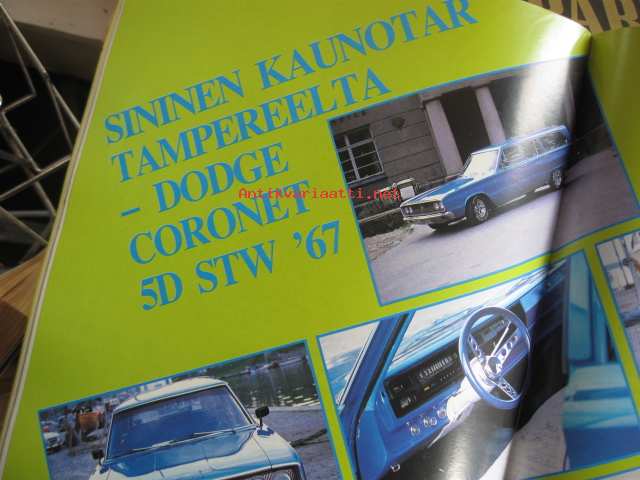 SININEN KAUNOTAR
TAMPEREELTA
– DODGE
CORONET
5D STW '67
Antikvariaatti.net